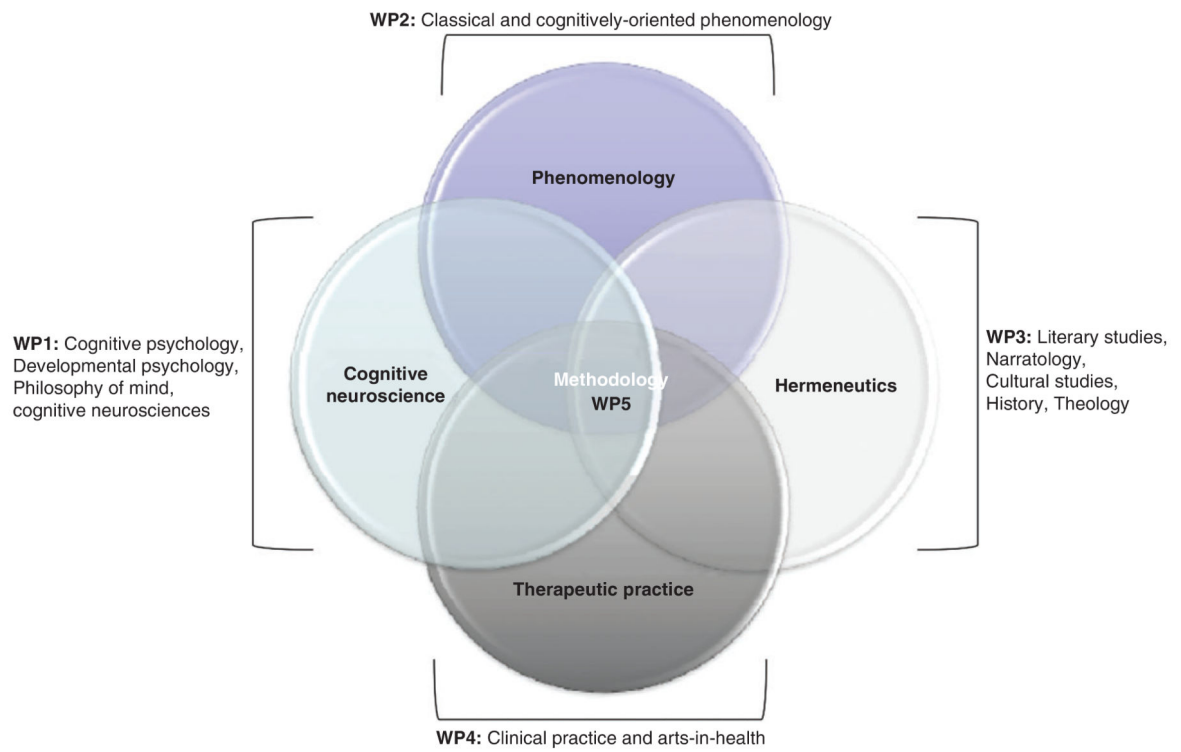 WP2: Classical and cognitively-oriented phenomenology
Phenomenology
WP1: Cognitive psychology,
Developmental psychology,
Philosophy of mind,
cognitive neurosciences
Cognitive
neuroscience
Methodology
WP5
Hermeneutics
WP3: Literary studies,
Narratology,
Cultural studies,
History, Theology
Therapeutic practice
WP4: Clinical practice and arts-in-health